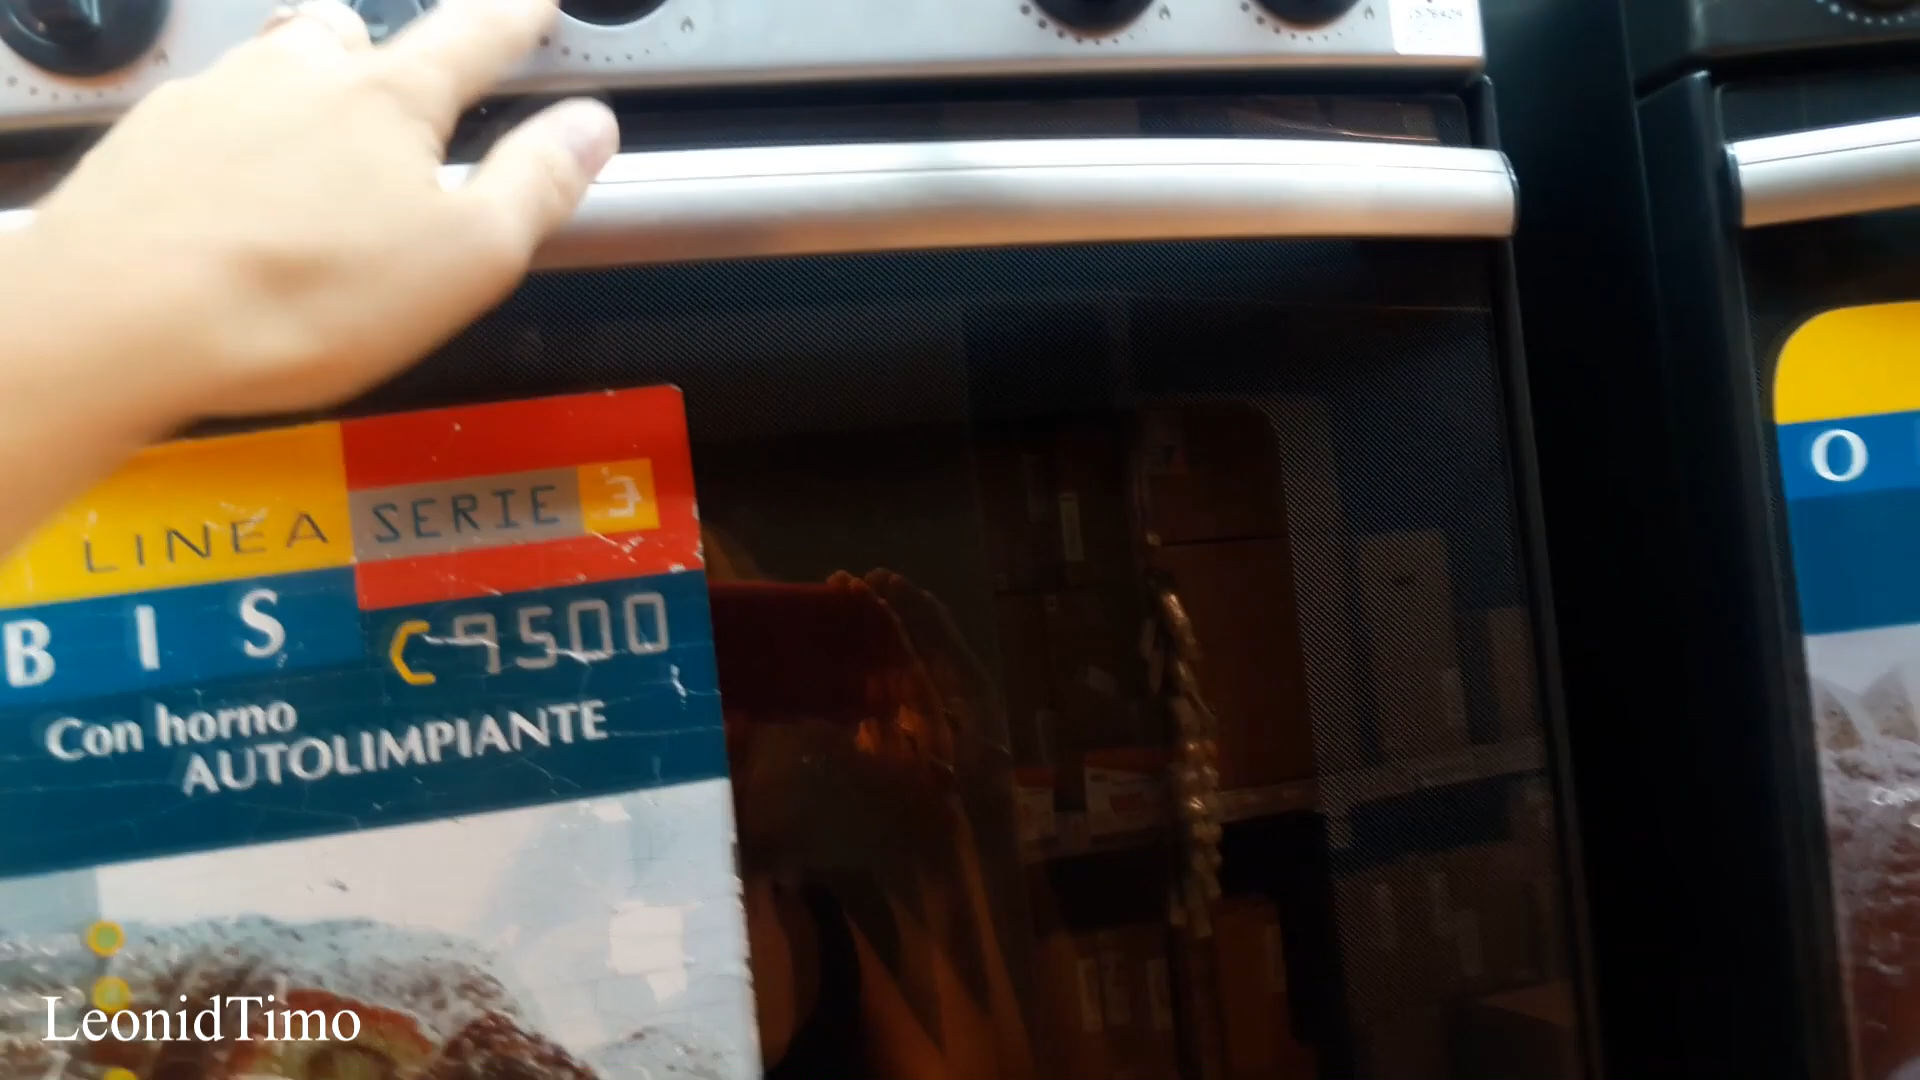 LINEA SERIE 3
BIS C9500
Con horno
AUTOLIMPIANTE
O
LeonidTimo